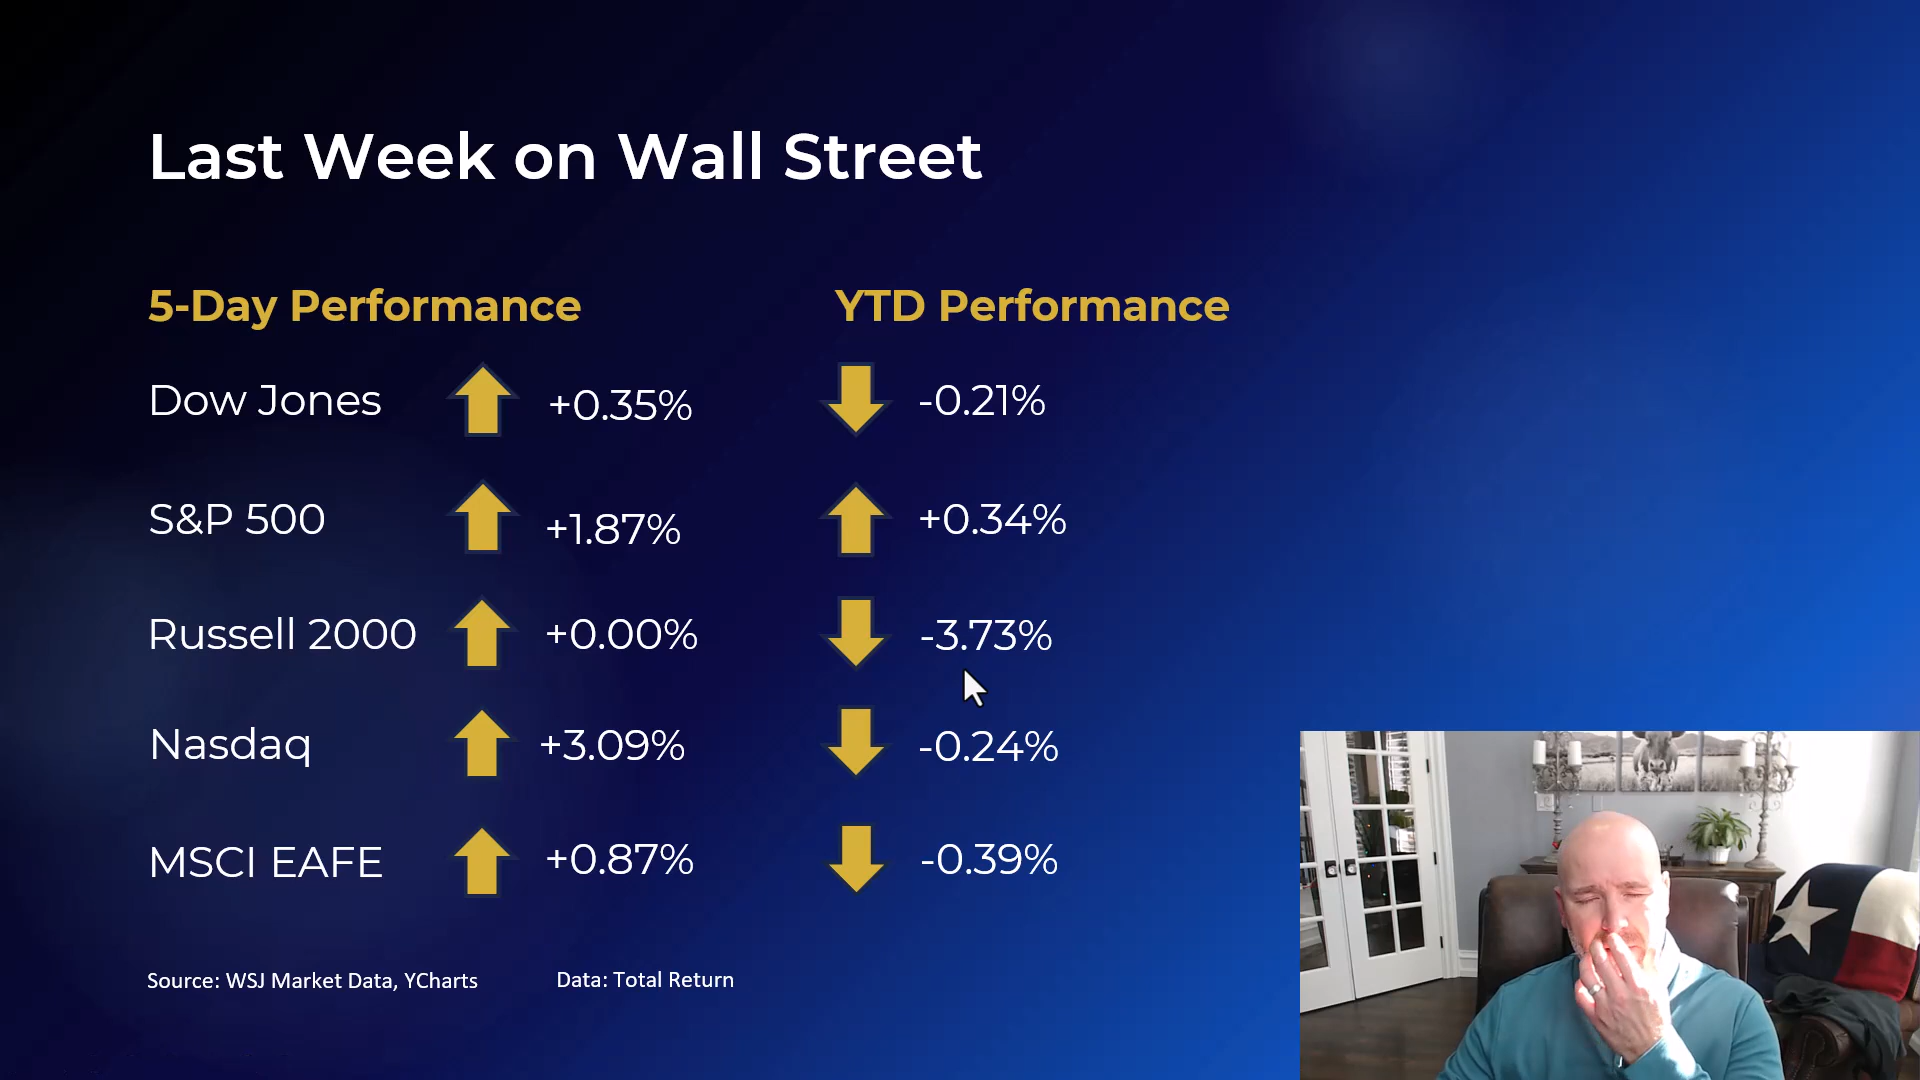 Last Week on Wall Street
5-Day Performance YTD Performance
Dow Jones +0.35% -0.21%
S&P 500 +1.87% +0.34%
Russell 2000 +0.00% -3.73%
Nasdaq +3.09% -0.24%
MSCI EAFE +0.87% -0.39%
Source: WSJ Market Data, YCharts Data: Total Return